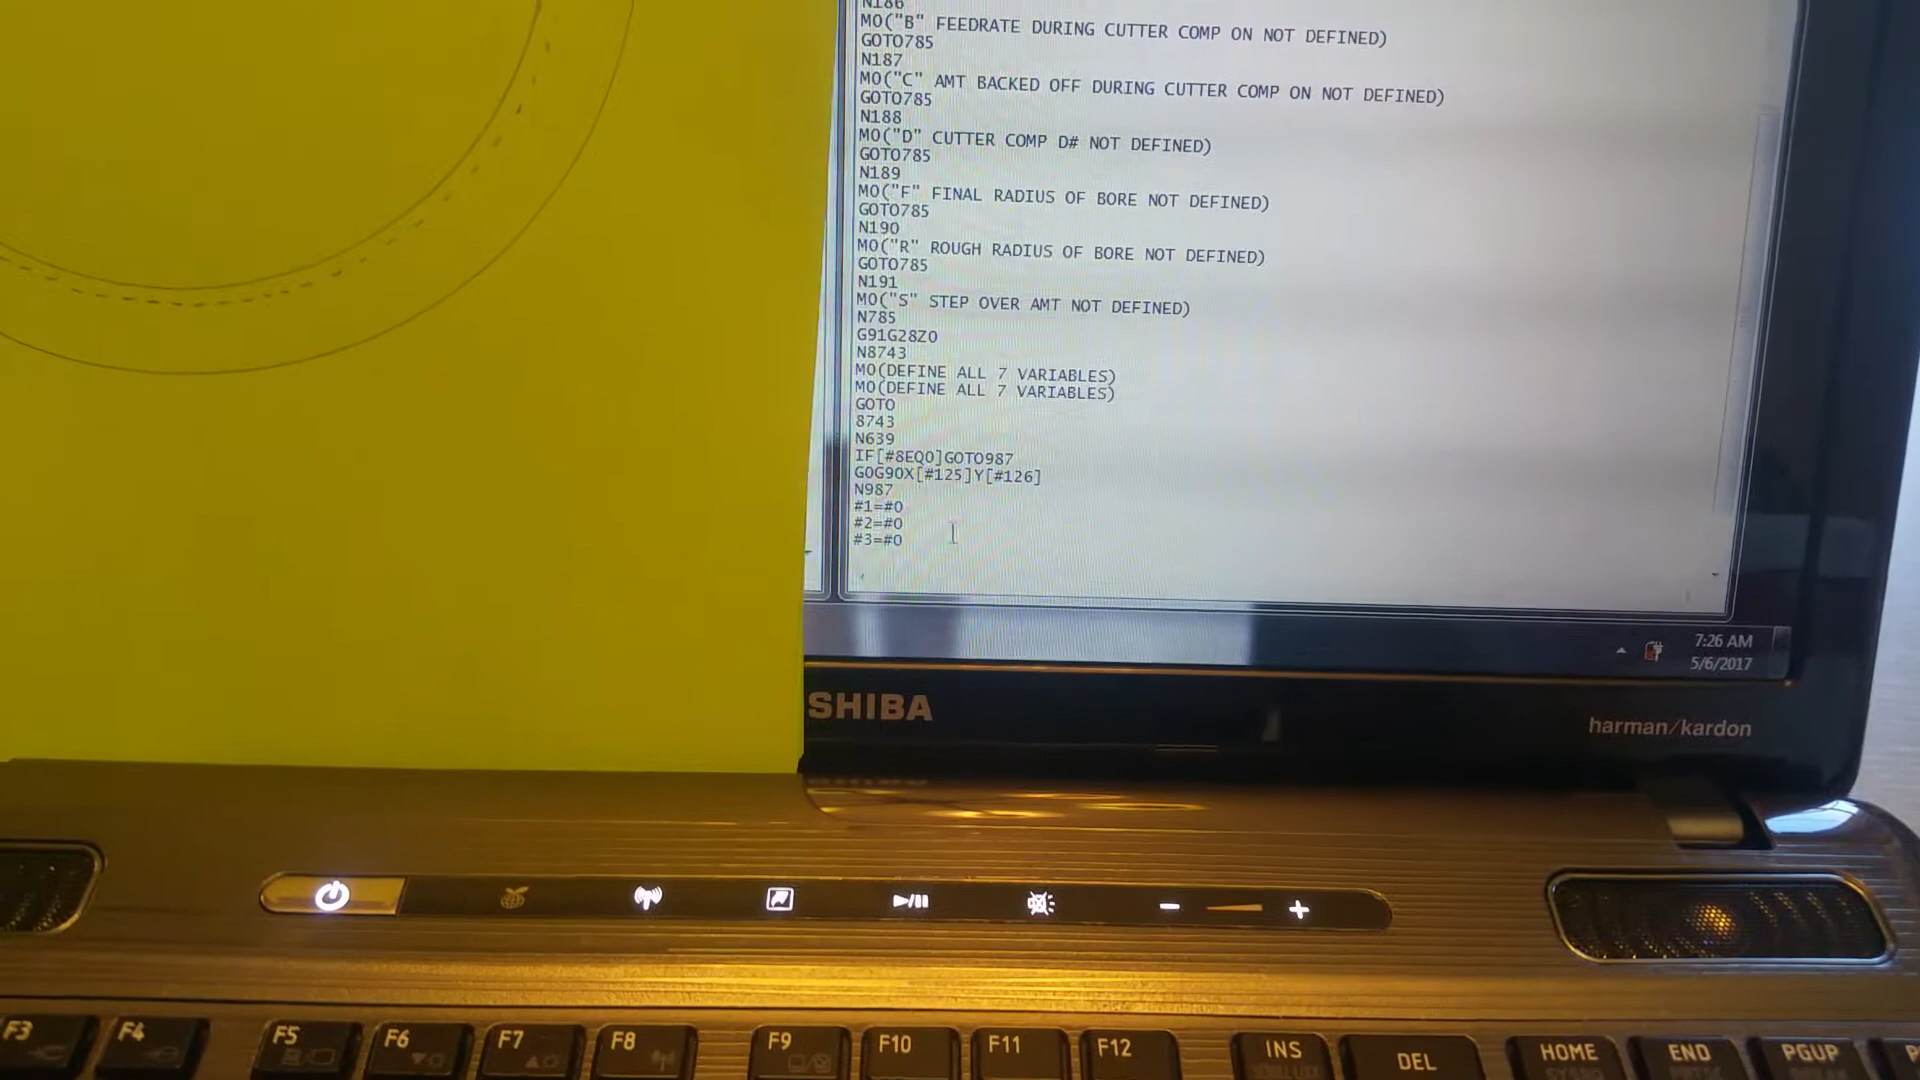 N186
M0("B" FEEDRATE DURING CUTTER COMP ON NOT DEFINED)
GOTO785
N187
M0("C" AMT BACKED OFF DURING CUTTER COMP ON NOT DEFINED)
GOTO785
N188
M0("D" CUTTER COMP D# NOT DEFINED)
GOTO785
N189
M0("F" FINAL RADIUS OF BORE NOT DEFINED)
GOTO785
N190
M0("R" ROUGH RADIUS OF BORE NOT DEFINED)
GOTO785
N191
M0("S" STEP OVER AMT NOT DEFINED)
N785
G91G28Z0
N8743
M0(DEFINE ALL 7 VARIABLES)
M0(DEFINE ALL 7 VARIABLES)
GOTO
8743
N639
IF[#8EQ0]GOTO987
G0G90X[#125]Y[#126]
N987
#1=#0
#2=#0
#3=#0
7:26 AM
5/6/2017
SHIBA
harman/kardon
F3
F4
F5
F6
F7
F8
F9
F10
F11
F12
INS
DEL
HOME
END
PGUP